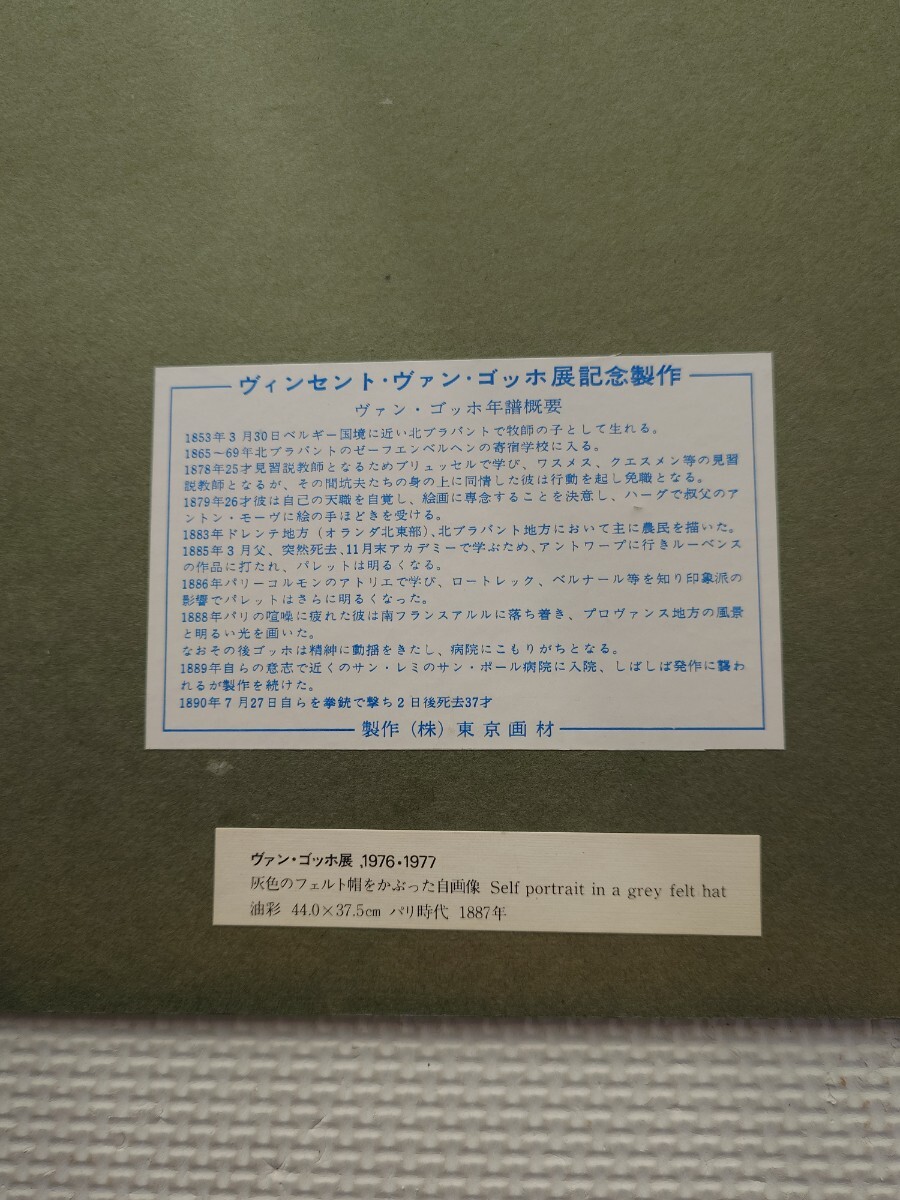 ヴィンセント・ヴァン・ゴッホ展記念製作
ヴァン・ゴッホ年譜概要
1853年3月30日ベルギー国境に近い北ブラバントで牧師の子として生れる。
1865〜69年北ブラバントのゼーフエンベルヘンの寄宿学校に入る。
1878年25才見習説教師となるためブリュッセルで学び、ワスメス、クエスメン等の見習
説教師となるが、その間坑夫たちの身の上に同情した彼は行動を起し免職となる。
1879年26才彼は自己の天職を自覚し、絵画に専念することを決意し、ハーグで叔父のア
ントン・モーヴに絵の手ほどきを受ける。
1883年ドレンテ地方(オランダ北東部)、北ブラバント地方において主に農民を描いた。
1885年3月父、突然死去、11月末アカデミーで学ぶため、アントワープに行きルーベンス
の作品に打たれ、パレットは明るくなる。
1886年パリーコルモンのアトリエで学び、ロートレック、ベルナール等を知り印象派の
影響でパレットはさらに明るくなった。
1888年パリの喧噪に疲れた彼は南フランスアルルに落ち着き、プロヴァンス地方の風景
と明るい光を画いた。
なおその後ゴッホは精神に動揺をきたし、病院にこもりがちとなる。
1889年自らの意志で近くのサン・レミのサン・ポール病院に入院、しばしば発作に襲わ
れるが製作を続けた。
1890年7月27日自らを拳銃で撃ち2日後死去37才
製作(株)東京画材
ヴァン・ゴッホ展,1976・1977
灰色のフェルト帽をかぶった自画像 Self portrait in a grey felt hat
油彩 44.0×37.5cm パリ時代 1887年